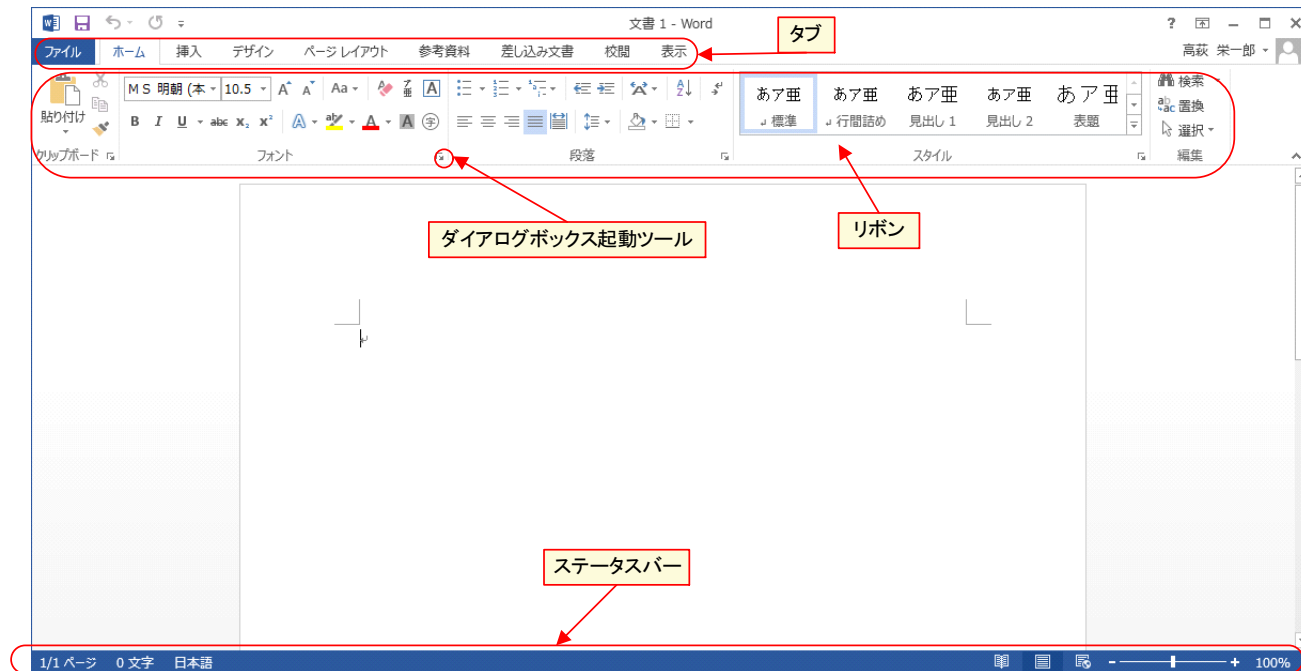 文書 1 - Word
?
タブ
ファイル ホーム 挿入 デザイン ページ レイアウト 参考資料 差し込み文書 校閲 表示
高萩 栄一郎
貼り付け
ＭＳ 明朝 (本 10.5 A A Aa A
B I U abc X₂ X² A aby A A 字
A Z
あア亜 あア亜 あア亜 あア亜 あア亜
標準 行間詰め 見出し 1 見出し 2 表題
検索
置換
選択
クリップボード フォント 段落 スタイル 編集
ダイアログボックス起動ツール
リボン
ステータスバー
1/1 ページ 0 文字 日本語 - + 100%